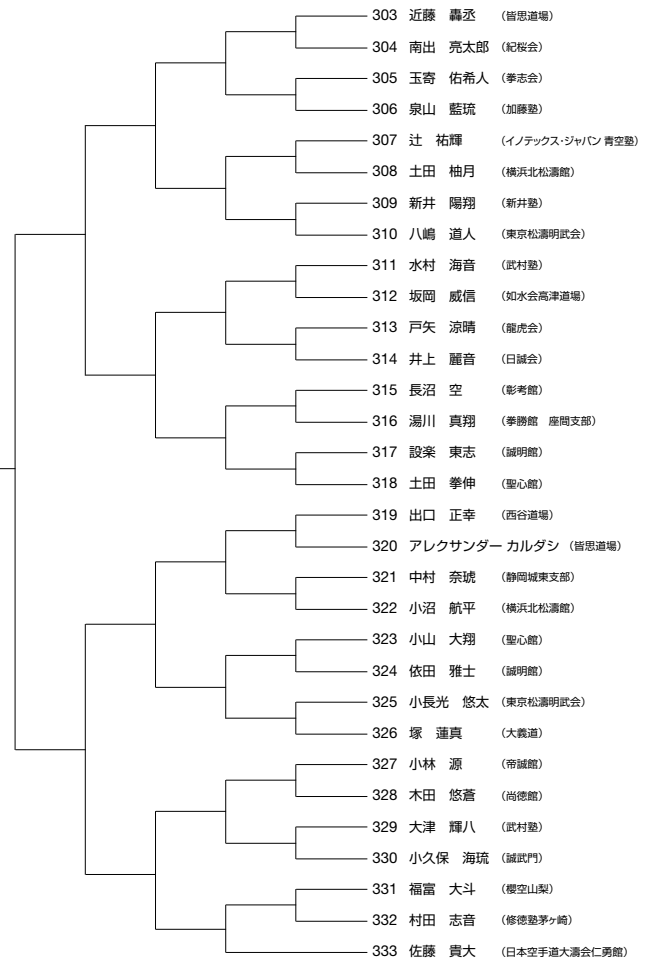 303 近藤　轟丞 （皆思道場）
304 南出　亮太郎 （紀桜会）
305 玉寄　佑希人 （拳志会）
306 泉山　藍琉 （加藤塾）
307 辻　祐輝 （イノテックス・ジャパン 青空塾）
308 土田　柚月 （横浜北松濤館）
309 新井　陽翔 （新井塾）
310 八嶋　道人 （東京松濤明武会）
311 水村　海音 （武村塾）
312 坂岡　威信 （如水会高津道場）
313 戸矢　涼晴 （龍虎会）
314 井上　麗音 （日誠会）
315 長沼　空 （彰考館）
316 湯川　真翔 （拳勝館　座間支部）
317 設楽　東志 （誠明館）
318 土田　拳伸 （聖心館）
319 出口　正幸 （西谷道場）
320 アレクサンダー カルダシ （皆思道場）
321 中村　奈琥 （静岡城東支部）
322 小沼　航平 （横浜北松濤館）
323 小山　大翔 （聖心館）
324 依田　雅士 （誠明館）
325 小長光　悠太 （東京松濤明武会）
326 塚　蓮真 （大義道）
327 小林　源 （帝誠館）
328 木田　悠蒼 （尚徳館）
329 大津　輝八 （武村塾）
330 小久保　海琉 （誠武門）
331 福富　大斗 （櫻空山梨）
332 村田　志音 （修徳塾茅ヶ崎）
333 佐藤　貴大 （日本空手道大濤会仁勇館）